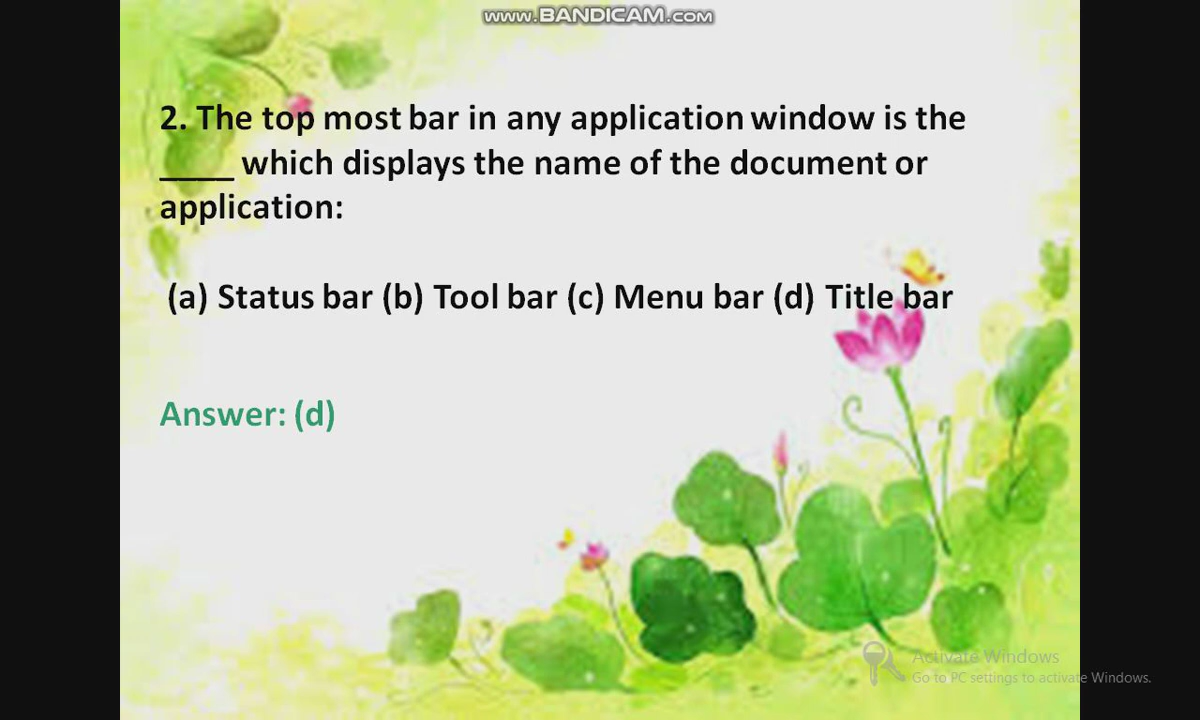 www.BANDICAM.com
2. The top most bar in any application window is the
____ which displays the name of the document or
application:
(a) Status bar (b) Tool bar (c) Menu bar (d) Title bar
Answer: (d)
Activate Windows
Go to PC settings to activate Windows.